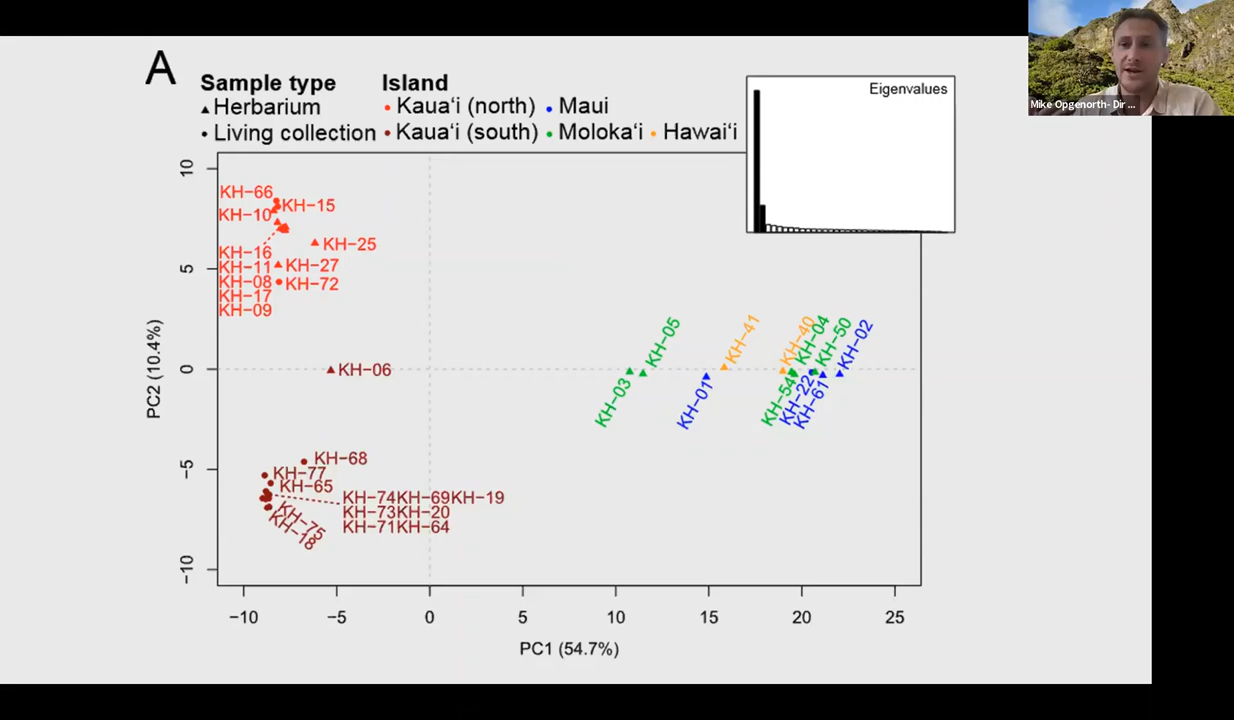 A
Sample type
Island
Herbarium
Kauaʻi (north)
Maui
Living collection
Kauaʻi (south)
Molokaʻi
Hawaiʻi
Eigenvalues
Mike Opgenorth- Dir ...
10
5
0
−5
−10
PC2 (10.4%)
KH−66
KH−15
KH−10
KH−25
KH−16
KH−11
KH−27
KH−08
KH−72
KH−17
KH−09
KH−06
KH−03
KH−05
KH−01
KH−41
KH−40
KH−04
KH−50
KH−02
KH−54
KH−22
KH−61
KH−68
KH−77
KH−65
KH−74KH−69KH−19
KH−73KH−20
KH−71KH−64
KH−75
KH−18
−10
−5
0
5
10
15
20
25
PC1 (54.7%)